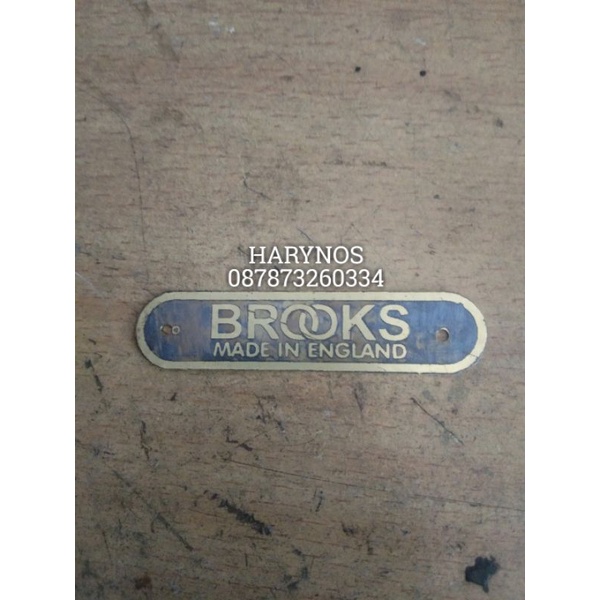 HARYNOS
087873260334
BROOKS
MADE IN ENGLAND